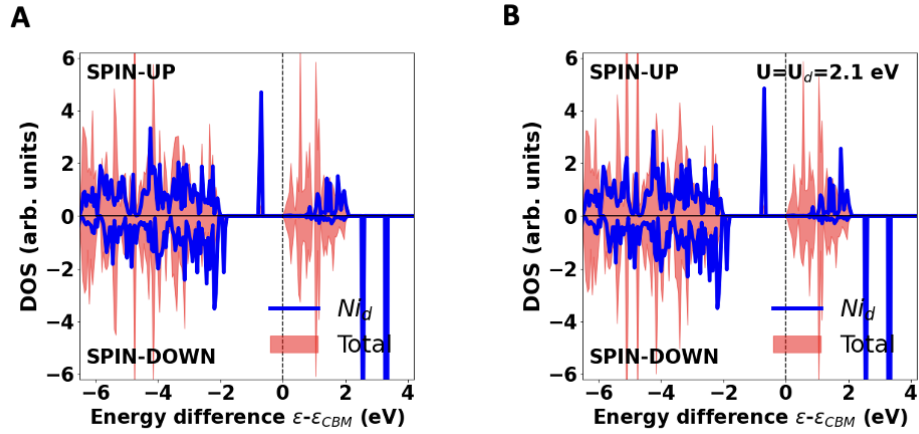 A
6
4
2
0
−2
−4
−6
DOS (arb. units)
SPIN-UP
Ni_d
Total
SPIN-DOWN
−6 −4 −2 0 2 4
Energy difference ε-ε_CBM (eV)
B
6
4
2
0
−2
−4
−6
DOS (arb. units)
SPIN-UP U=U_d=2.1 eV
Ni_d
Total
SPIN-DOWN
−6 −4 −2 0 2 4
Energy difference ε-ε_CBM (eV)